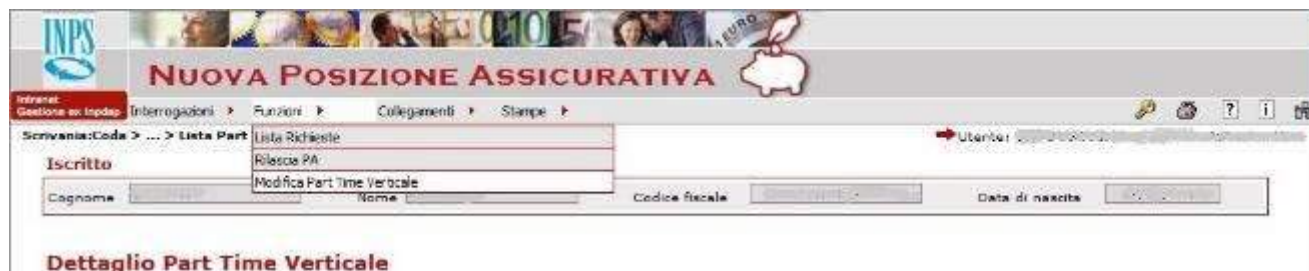 INPS
EURO
NUOVA POSIZIONE ASSICURATIVA
Intranet
Gestione ex Inpdap
Interrogazioni Funzioni Collegamenti Stampe ? i
Scrivania:Coda > ... > Lista Part
Utente:
Lista Richieste
Rilascia PA
Modifica Part Time Verticale
Iscritto
Cognome Nome Codice fiscale Data di nascita
Dettaglio Part Time Verticale